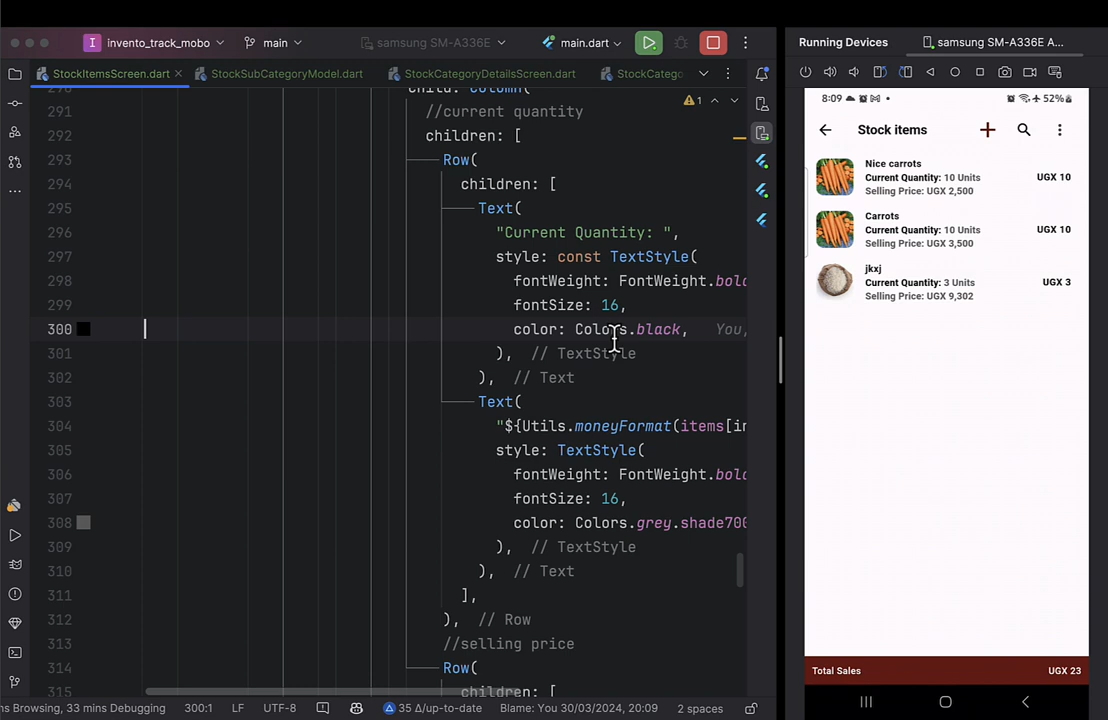 I invento_track_mobo main samsung SM-A336E main.dart
StockItemsScreen.dart StockSubCategoryModel.dart StockCategoryDetailsScreen.dart StockCatego
291 //current quantity 1
292 children: [
293 Row(
294 children: [
295 Text(
296 "Current Quantity: ",
297 style: const TextStyle(
298 fontWeight: FontWeight.bold
299 fontSize: 16,
300 color: Colors.black, You,
301 ), // TextStyle
302 ), // Text
303 Text(
304 "${Utils.moneyFormat(items[in
305 style: TextStyle(
306 fontWeight: FontWeight.bold
307 fontSize: 16,
308 color: Colors.grey.shade700
309 ), // TextStyle
310 ), // Text
311 ],
312 ), // Row
313 //selling price
314 Row(
315 children: [
ns Browsing, 33 mins Debugging 300:1 LF UTF-8 35 Δ/up-to-date Blame: You 30/03/2024, 20:09 2 spaces
Running Devices samsung SM-A336E A...
8:09 52%
Stock items
Nice carrots
Current Quantity: 10 Units UGX 10
Selling Price: UGX 2,500
Carrots
Current Quantity: 10 Units UGX 10
Selling Price: UGX 3,500
jkxj
Current Quantity: 3 Units UGX 3
Selling Price: UGX 9,302
Total Sales UGX 23